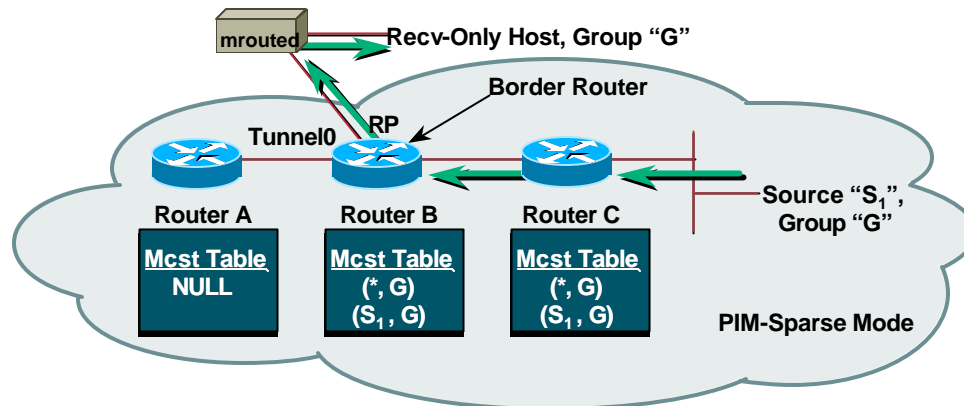 mrouted
Recv-Only Host, Group “G”
Border Router
Tunnel0
RP
Router A
Router B
Router C
Source “S₁”,
Group “G”
Mcst Table
NULL
Mcst Table
(*, G)
(S₁, G)
Mcst Table
(*, G)
(S₁, G)
PIM-Sparse Mode